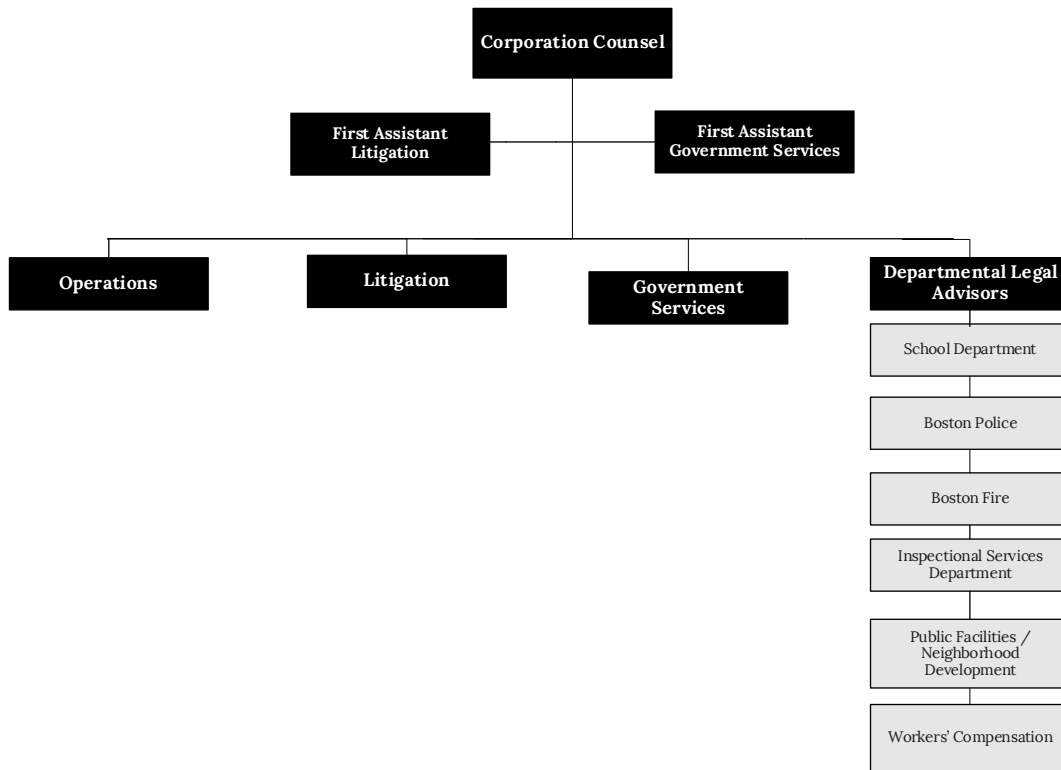 Corporation Counsel
First Assistant
Litigation
First Assistant
Government Services
Operations
Litigation
Government
Services
Departmental Legal
Advisors
School Department
Boston Police
Boston Fire
Inspectional Services
Department
Public Facilities /
Neighborhood
Development
Workers’ Compensation